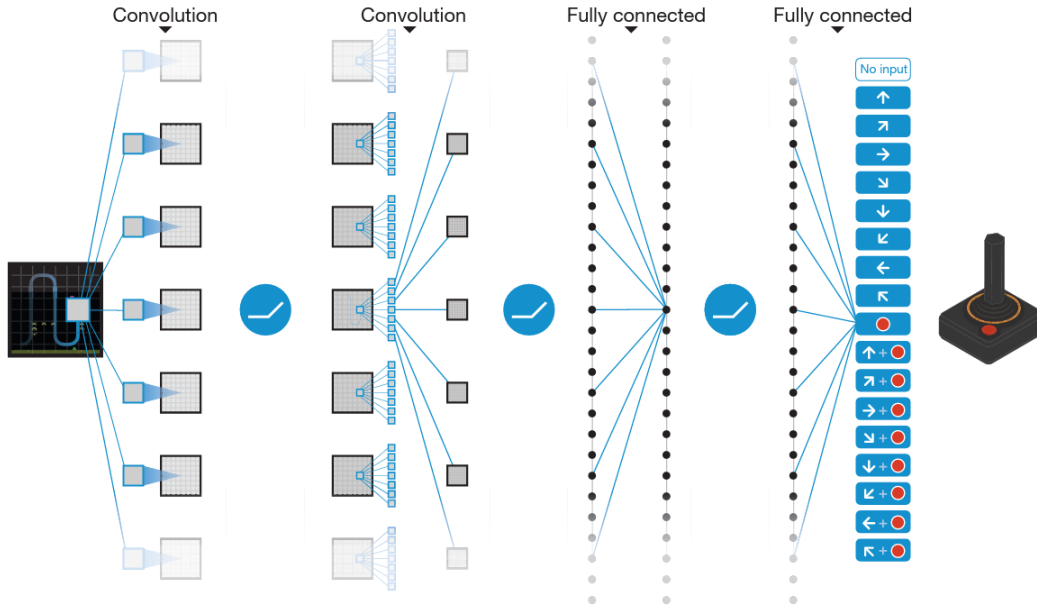 Convolution
Convolution
Fully connected
Fully connected
No input
+
+
+
+
+
+
+
+